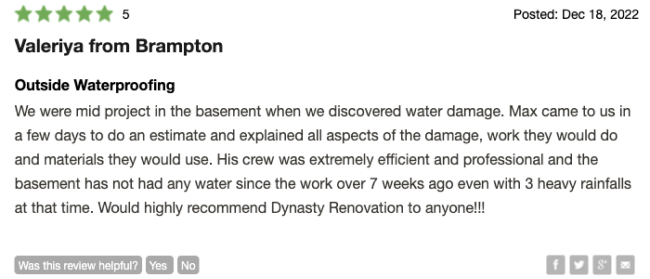 5
Posted: Dec 18, 2022
Valeriya from Brampton
Outside Waterproofing
We were mid project in the basement when we discovered water damage. Max came to us in
a few days to do an estimate and explained all aspects of the damage, work they would do
and materials they would use. His crew was extremely efficient and professional and the
basement has not had any water since the work over 7 weeks ago even with 3 heavy rainfalls
at that time. Would highly recommend Dynasty Renovation to anyone!!!
Was this review helpful? Yes No